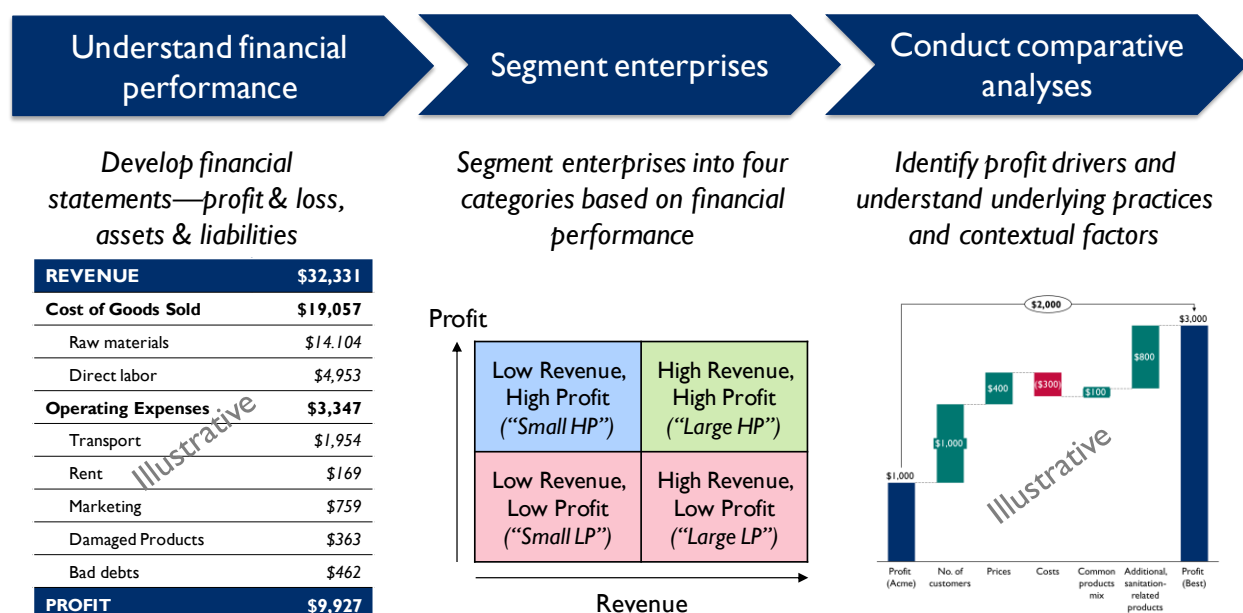 Understand financial
performance
Segment enterprises
Conduct comparative
analyses
Develop financial
statements—profit & loss,
assets & liabilities
Segment enterprises into four
categories based on financial
performance
Identify profit drivers and
understand underlying practices
and contextual factors
REVENUE $32,331
Cost of Goods Sold $19,057
Raw materials $14.104
Direct labor $4,953
Operating Expenses $3,347
Transport $1,954
Rent $169
Marketing $759
Damaged Products $363
Bad debts $462
PROFIT $9,927
Illustrative
Profit
Low Revenue,
High Profit
(“Small HP”)
High Revenue,
High Profit
(“Large HP”)
Low Revenue,
Low Profit
(“Small LP”)
High Revenue,
Low Profit
(“Large LP”)
Revenue
$2,000
$3,000
$800
$400
($300)
$100
$1,000
$1,000
Illustrative
Profit
(Acme)
No. of
customers
Prices
Costs
Common
products
mix
Additional,
sanitation-
related
products
Profit
(Best)